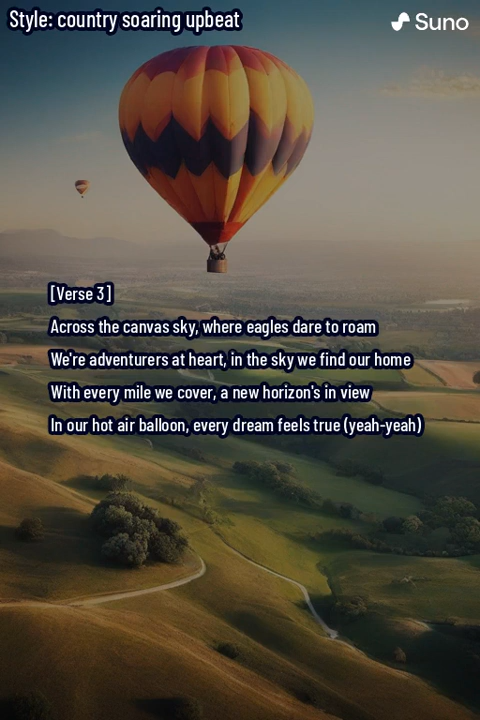 Style: country soaring upbeat
Suno
[Verse 3]
Across the canvas sky, where eagles dare to roam
We're adventurers at heart, in the sky we find our home
With every mile we cover, a new horizon's in view
In our hot air balloon, every dream feels true (yeah-yeah)